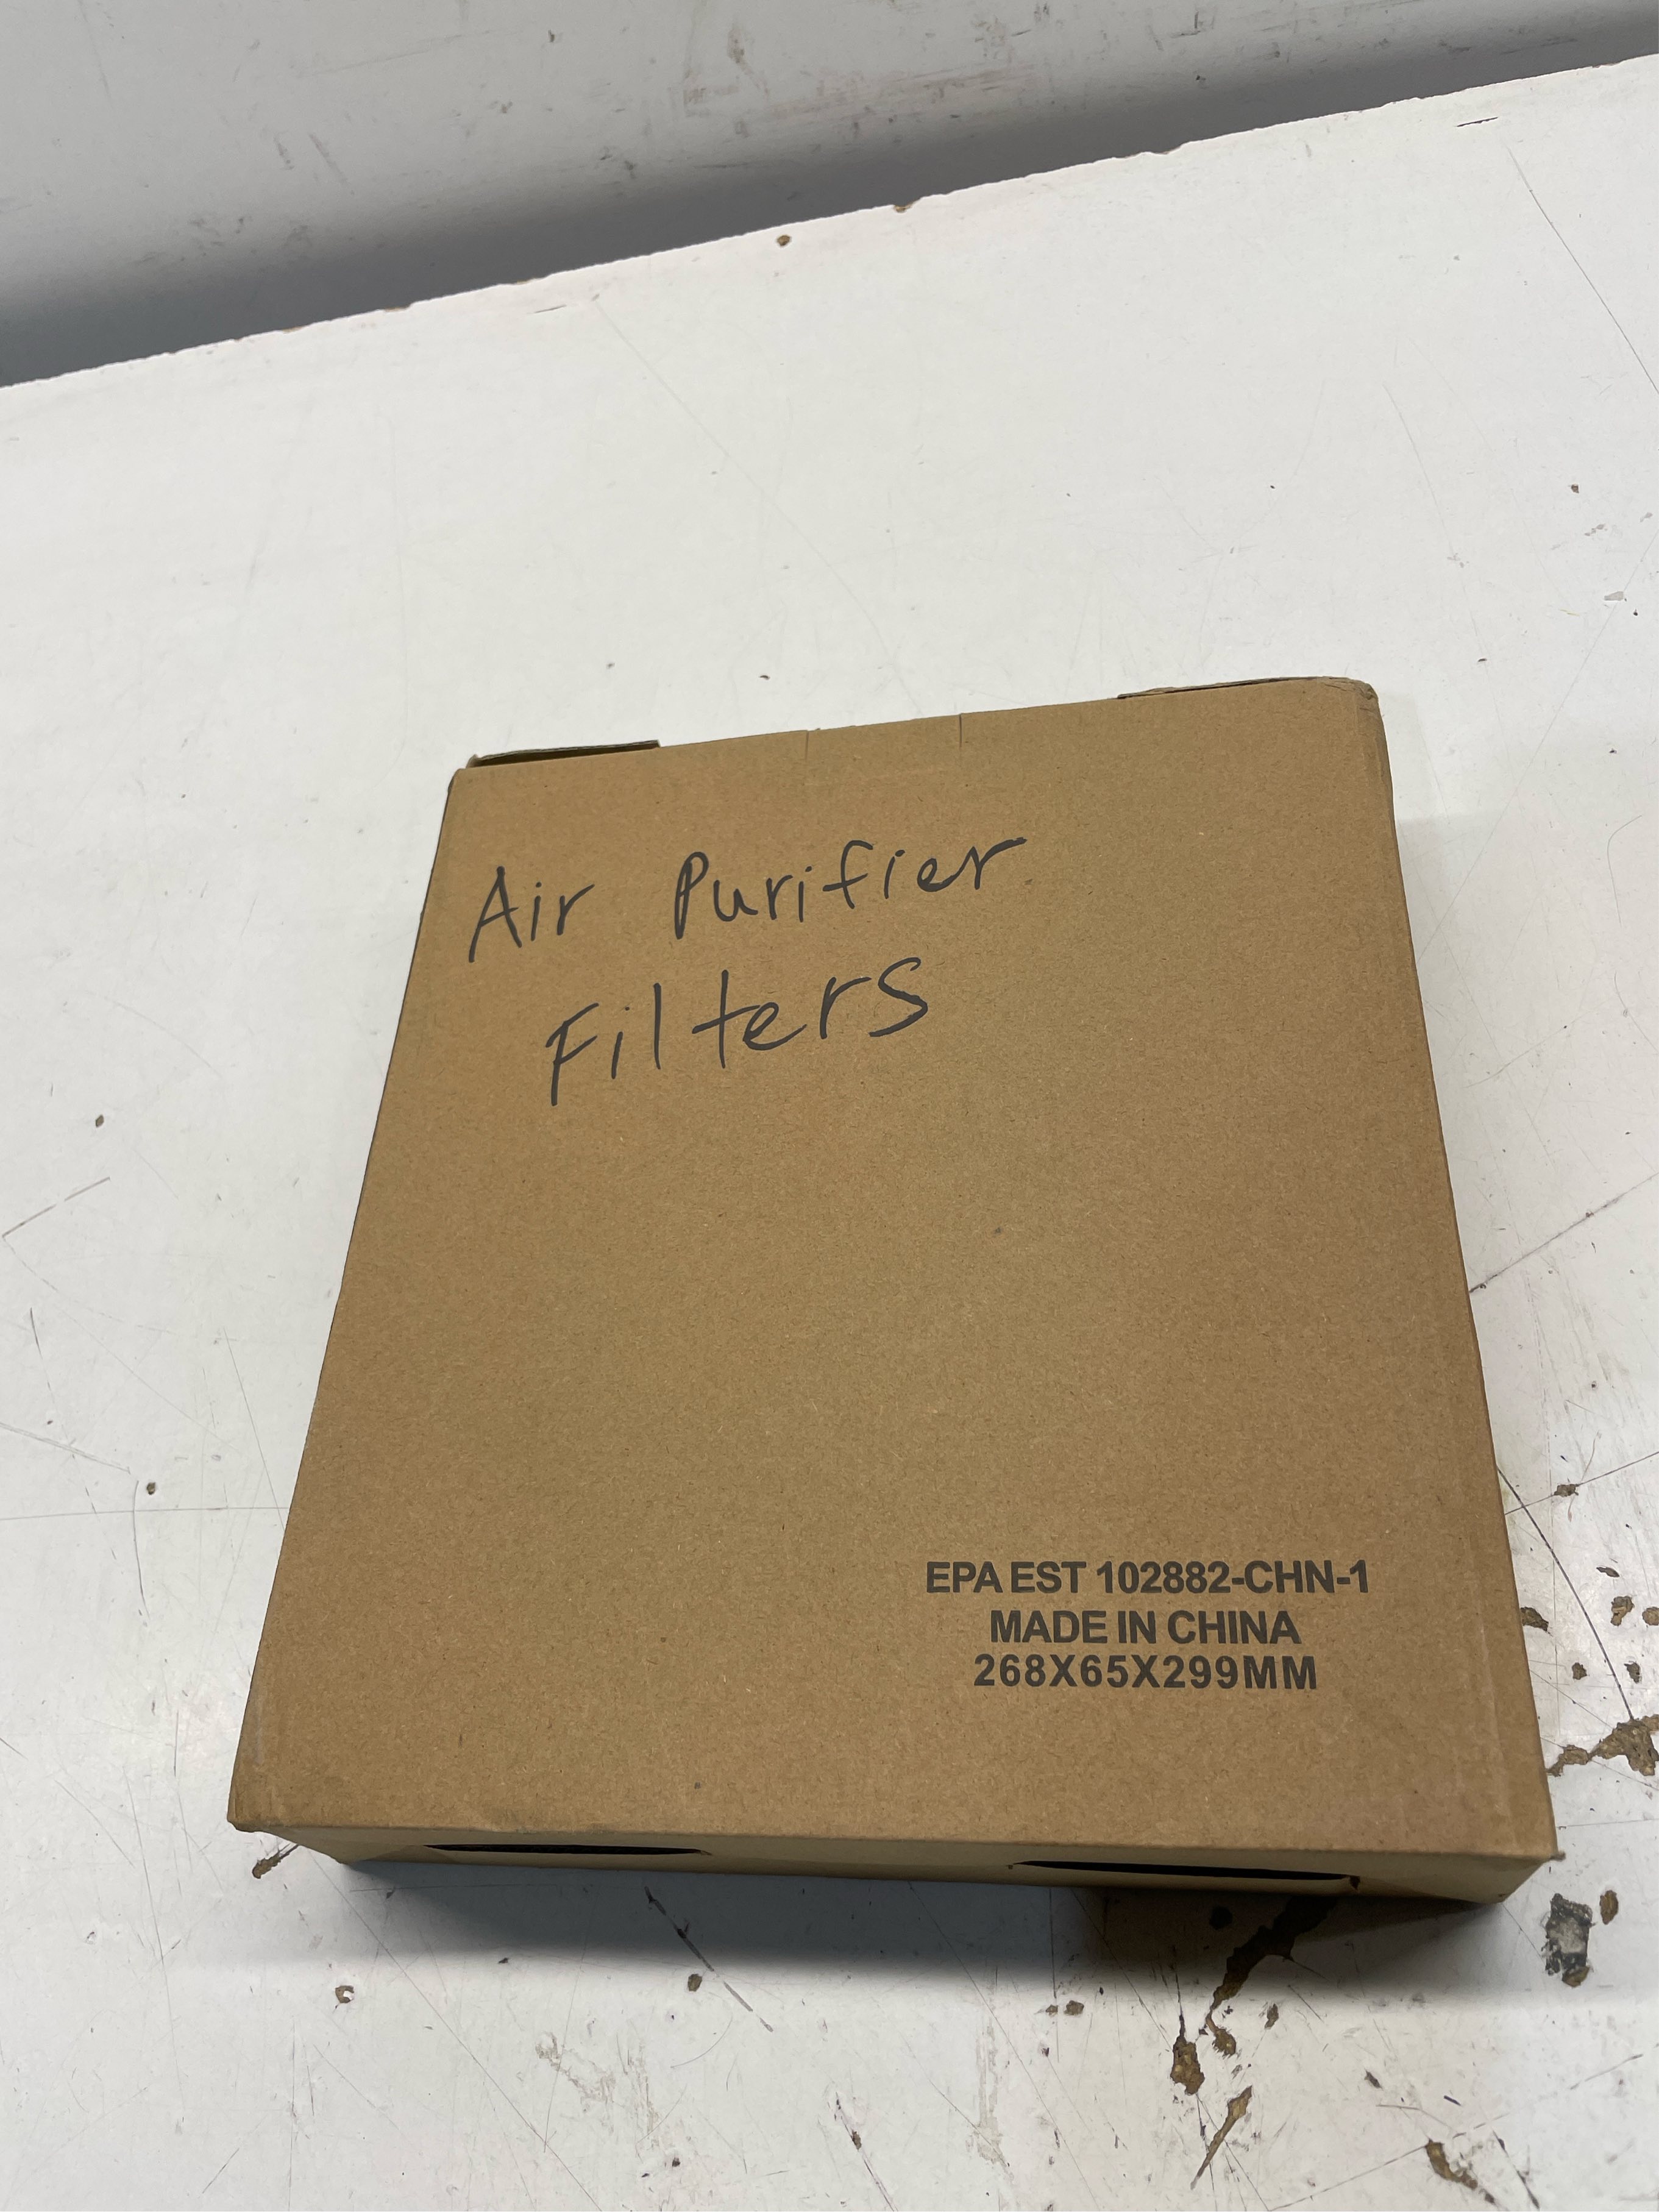 Air Purifier
Filters
EPA EST 102882-CHN-1
MADE IN CHINA
268X65X299MM